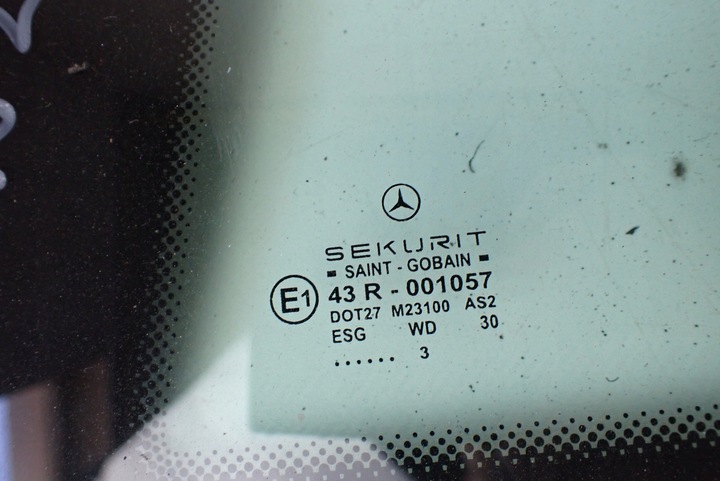 SEKURIT
SAINT - GOBAIN
E1 43 R - 001057
DOT27 M23100 AS2
ESG WD 30
...... 3